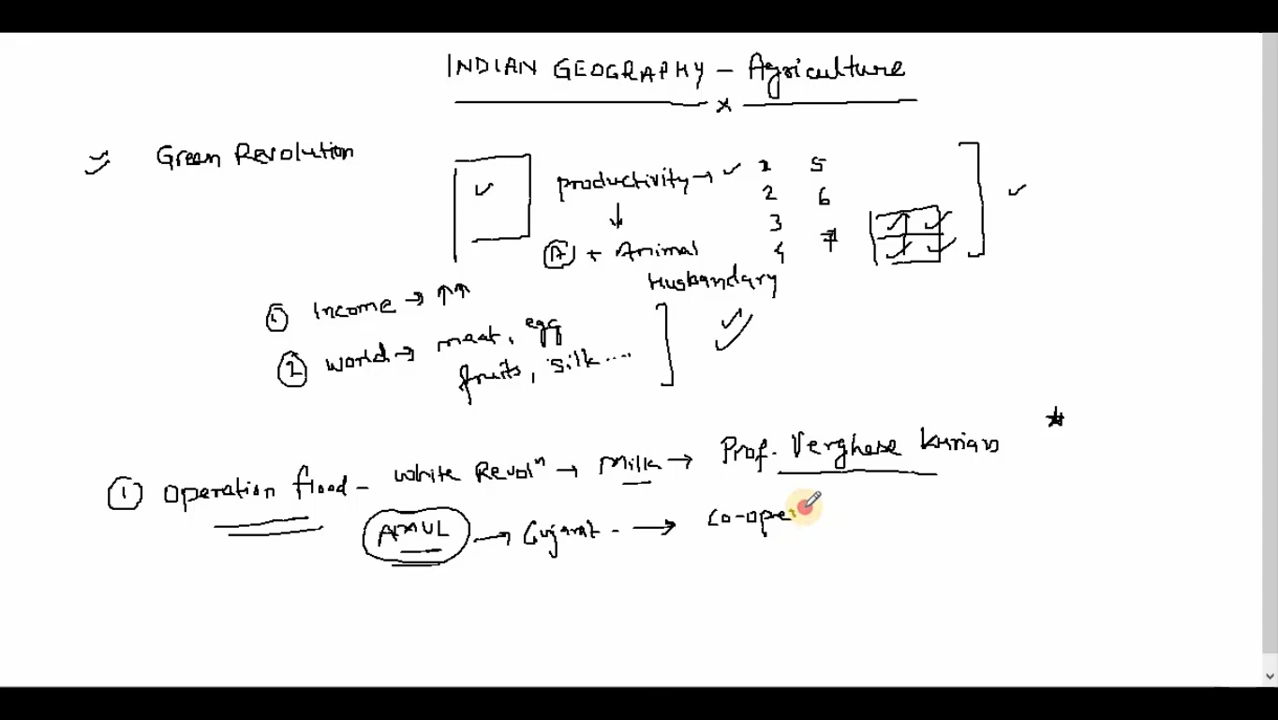 INDIAN GEOGRAPHY - Agriculture
Green Revolution
productivity → 1 5
2 6
3 7
4
(A) + Animal
Husbandary
① Income → ↑↑
② World → meat, egg
fruits, silk ....
① Operation flood - White Revolⁿ → Milk → Prof. Verghese Kurian
AMUL → Gujarat - → Co-oper